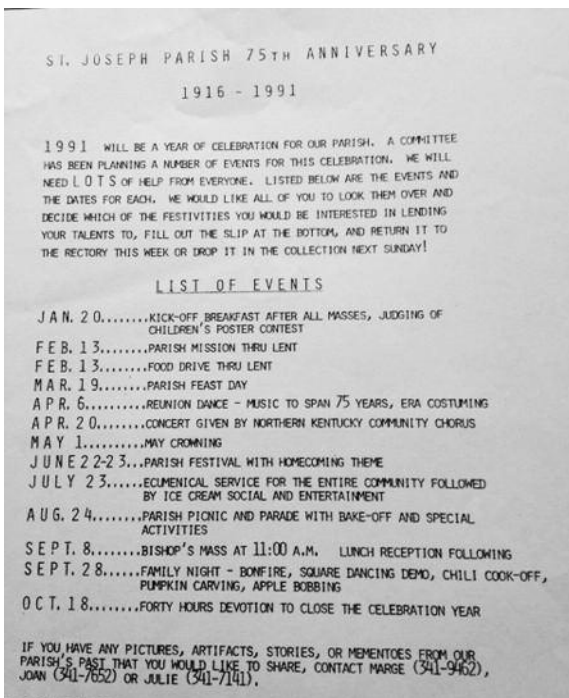 ST. JOSEPH PARISH 75TH ANNIVERSARY
1916 - 1991
1991 WILL BE A YEAR OF CELEBRATION FOR OUR PARISH. A COMMITTEE
HAS BEEN PLANNING A NUMBER OF EVENTS FOR THIS CELEBRATION. WE WILL
NEED LOTS OF HELP FROM EVERYONE. LISTED BELOW ARE THE EVENTS AND
THE DATES FOR EACH. WE WOULD LIKE ALL OF YOU TO LOOK THEM OVER AND
DECIDE WHICH OF THE FESTIVITIES YOU WOULD BE INTERESTED IN LENDING
YOUR TALENTS TO, FILL OUT THE SLIP AT THE BOTTOM, AND RETURN IT TO
THE RECTORY THIS WEEK OR DROP IT IN THE COLLECTION NEXT SUNDAY!
LIST OF EVENTS
JAN. 20........KICK-OFF BREAKFAST AFTER ALL MASSES, JUDGING OF
CHILDREN'S POSTER CONTEST
FEB. 13........PARISH MISSION THRU LENT
FEB. 13........FOOD DRIVE THRU LENT
MAR. 19........PARISH FEAST DAY
APR. 6.........REUNION DANCE - MUSIC TO SPAN 75 YEARS, ERA COSTUMING
APR. 20........CONCERT GIVEN BY NORTHERN KENTUCKY COMMUNITY CHORUS
MAY 1.........MAY CROWNING
JUNE 22-23...PARISH FESTIVAL WITH HOMECOMING THEME
JULY 23......ECUMENICAL SERVICE FOR THE ENTIRE COMMUNITY FOLLOWED
BY ICE CREAM SOCIAL AND ENTERTAINMENT
AUG. 24.......PARISH PICNIC AND PARADE WITH BAKE-OFF AND SPECIAL
ACTIVITIES
SEPT. 8.......BISHOP'S MASS AT 11:00 A.M. LUNCH RECEPTION FOLLOWING
SEPT. 28......FAMILY NIGHT - BONFIRE, SQUARE DANCING DEMO, CHILI COOK-OFF,
PUMPKIN CARVING, APPLE BOBBING
OCT. 18........FORTY HOURS DEVOTION TO CLOSE THE CELEBRATION YEAR
IF YOU HAVE ANY PICTURES, ARTIFACTS, STORIES, OR MEMENTOES FROM OUR
PARISH'S PAST THAT YOU WOULD LIKE TO SHARE, CONTACT MARGE (341-9462),
JOAN (341-7652) OR JULIE (341-7141).